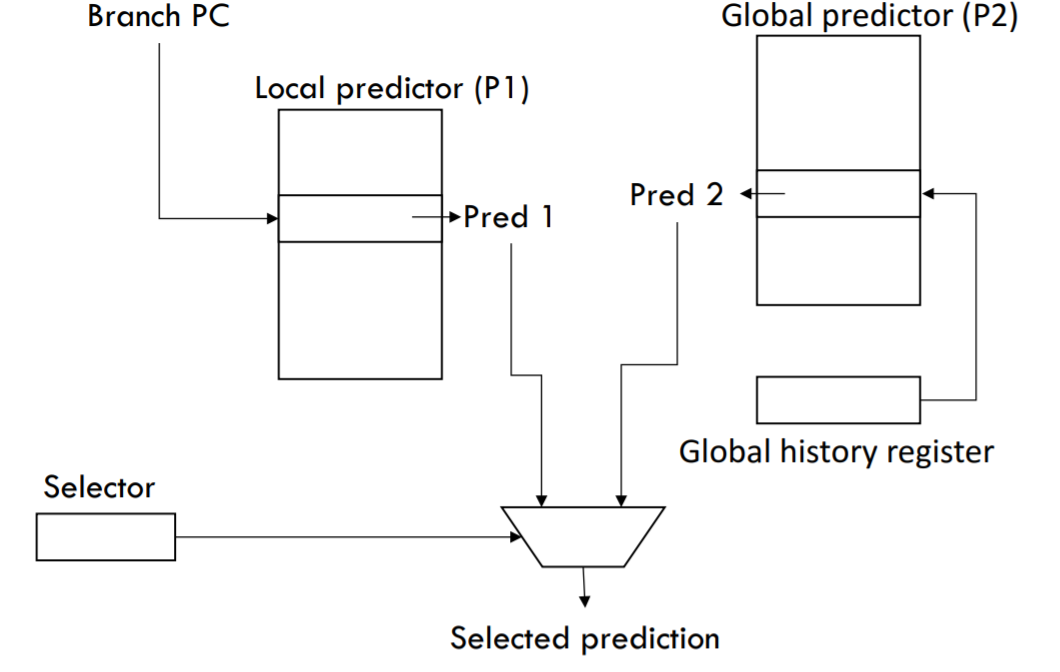 Branch PC
Global predictor (P2)
Local predictor (P1)
Pred 1
Pred 2
Global history register
Selector
Selected prediction